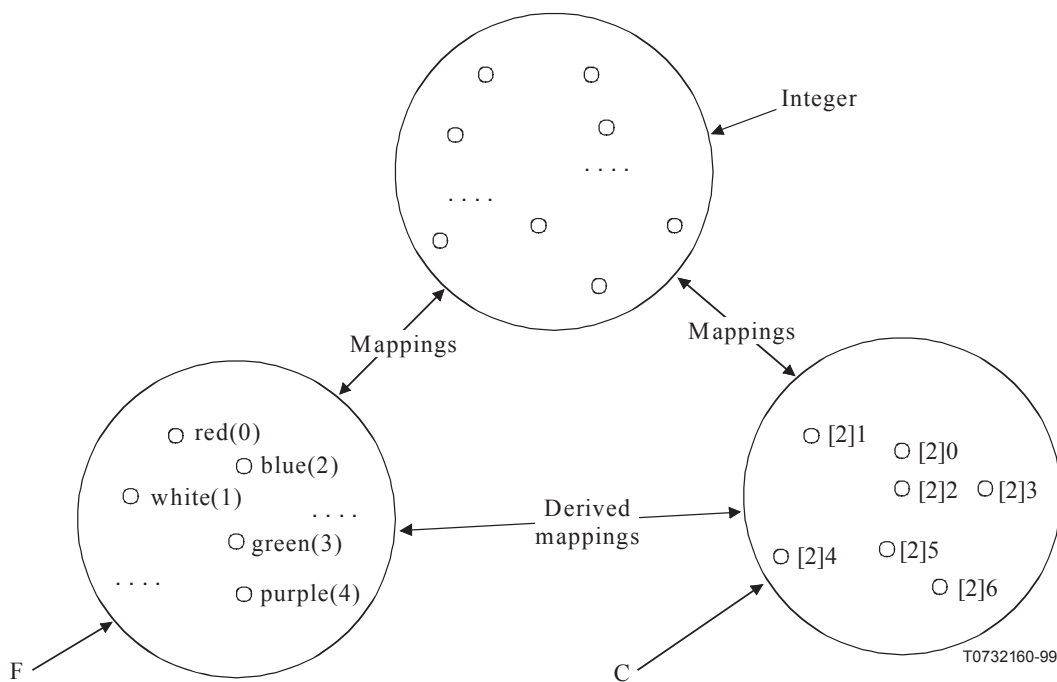 Integer
. . . .
. . . .
Mappings
Mappings
red(0)
blue(2)
white(1)
. . . .
green(3)
. . . .
purple(4)
F
Derived
mappings
[2]1
[2]0
[2]2
[2]3
[2]4
[2]5
[2]6
C
T0732160-99